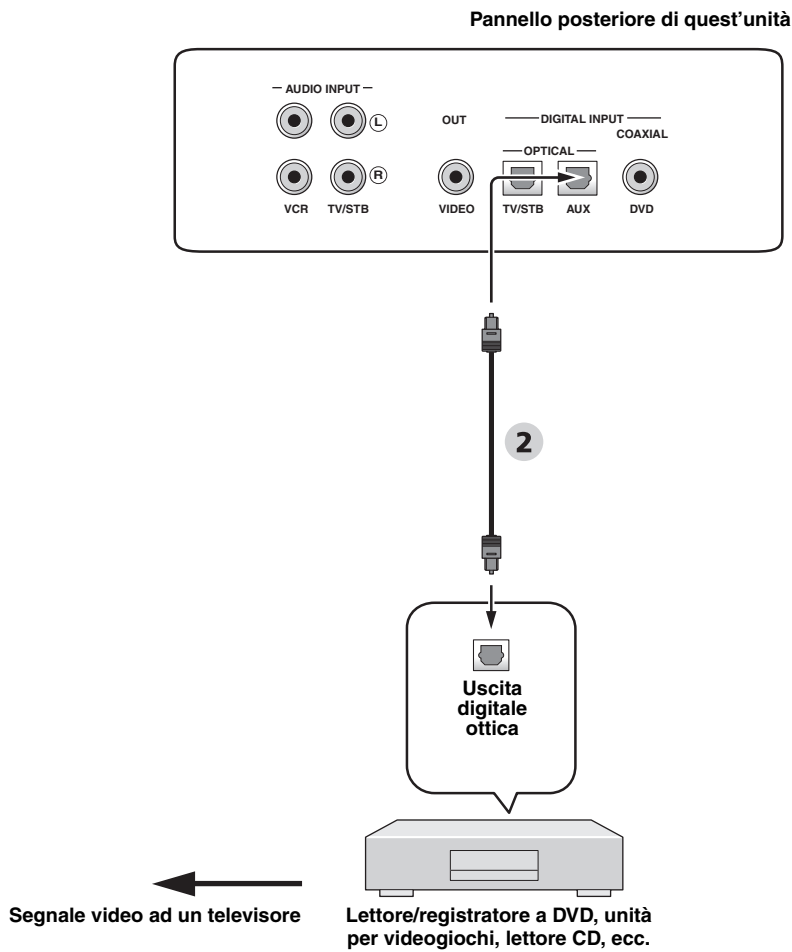 Pannello posteriore di quest'unità
AUDIO INPUT
L
OUT
DIGITAL INPUT
COAXIAL
OPTICAL
R
VCR
TV/STB
VIDEO
TV/STB
AUX
DVD
2
Uscita
digitale
ottica
Segnale video ad un televisore
Lettore/registratore a DVD, unità
per videogiochi, lettore CD, ecc.